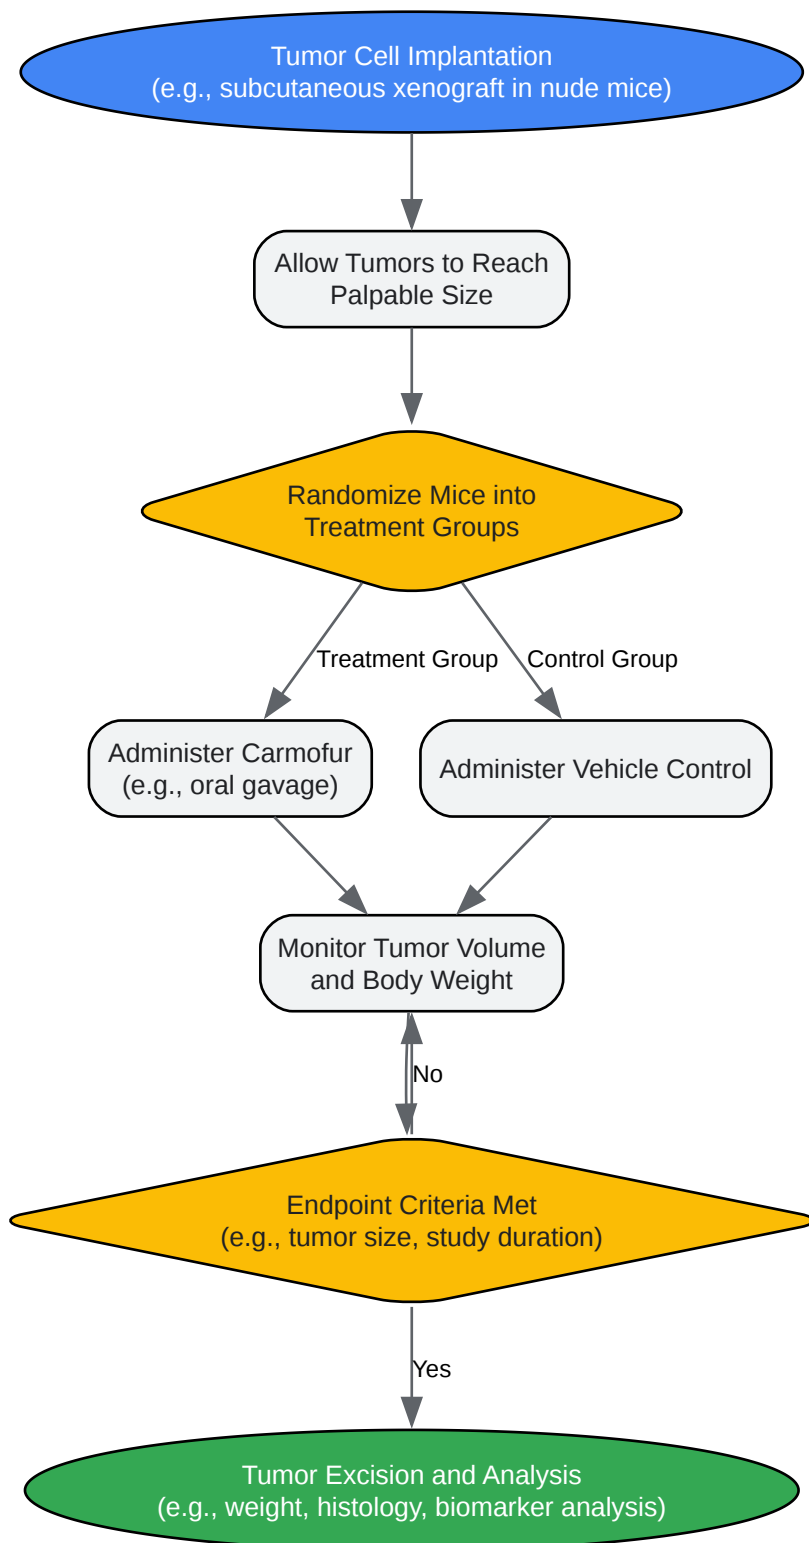 Tumor Cell Implantation
(e.g., subcutaneous xenograft in nude mice)
Allow Tumors to Reach
Palpable Size
Randomize Mice into
Treatment Groups
Treatment Group
Control Group
Administer Carmofur
(e.g., oral gavage)
Administer Vehicle Control
Monitor Tumor Volume
and Body Weight
No
Endpoint Criteria Met
(e.g., tumor size, study duration)
Yes
Tumor Excision and Analysis
(e.g., weight, histology, biomarker analysis)